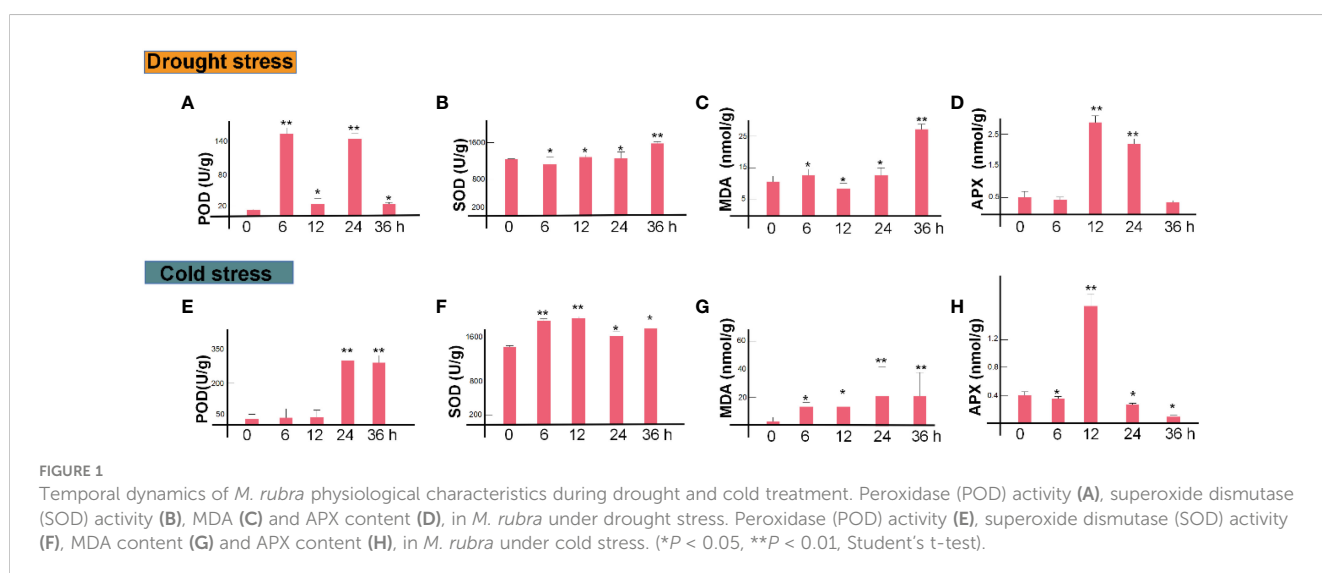 Drought stress
A
B
C
D
POD (U/g)
140
80
20
** * ** *
0 6 12 24 36 h
SOD (U/g)
1600
800
200
* * * **
0 6 12 24 36 h
MDA (nmol/g)
25
15
5
* * * **
0 6 12 24 36 h
APX (nmol/g)
2.5
0.5
** **
0 6 12 24 36 h
Cold stress
E
F
G
H
POD(U/g)
350
200
50
** **
0 6 12 24 36 h
SOD (U/g)
1600
800
200
** ** * *
0 6 12 24 36 h
MDA (nmol/g)
60
40
20
* * ** **
0 6 12 24 36 h
APX (nmol/g)
1.2
0.4
* ** * *
0 6 12 24 36 h
FIGURE 1
Temporal dynamics of M. rubra physiological characteristics during drought and cold treatment. Peroxidase (POD) activity (A), superoxide dismutase
(SOD) activity (B), MDA (C) and APX content (D), in M. rubra under drought stress. Peroxidase (POD) activity (E), superoxide dismutase (SOD) activity
(F), MDA content (G) and APX content (H), in M. rubra under cold stress. (*P < 0.05, **P < 0.01, Student's t-test).